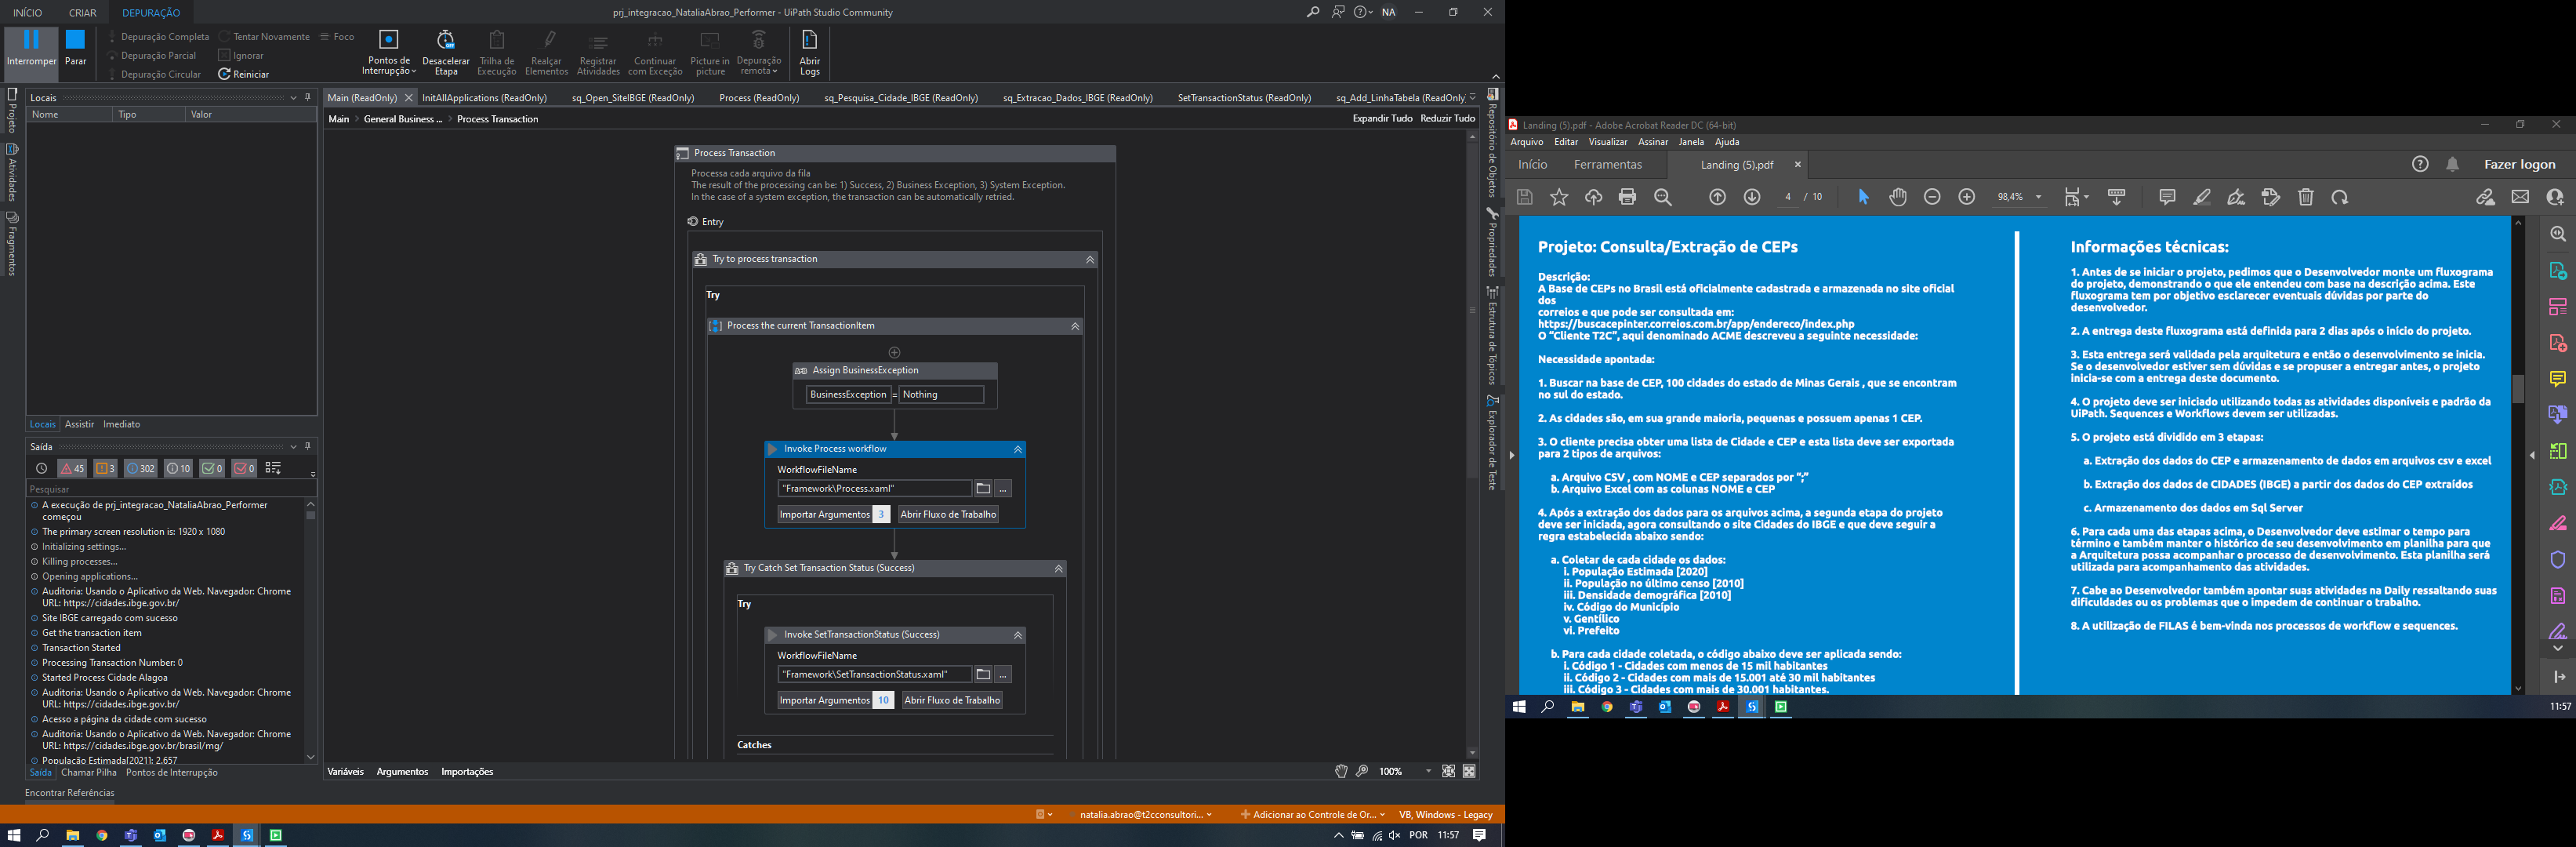 INÍCIO CRIAR DEPURAÇÃO
prj_integracao_NataliaAbrao_Performer - UiPath Studio Community
NA
Interromper
Parar
Depuração Completa
Depuração Parcial
Depuração Circular
Tentar Novamente
Ignorar
Reiniciar
Foco
Pontos de Interrupção
Desacelerar Etapa
Trilha de Execução
Realçar Elementos
Registrar Atividades
Continuar com Exceção
Picture in picture
Depuração remota
Abrir Logs
Projeto
Atividades
Fragmentos
Locais
Nome Tipo Valor
Locais Assistir Imediato
Saída
45 3 302 10 0 0
Pesquisar
A execução de prj_integracao_NataliaAbrao_Performer
começou
The primary screen resolution is: 1920 x 1080
Initializing settings...
Killing processes...
Opening applications...
Auditoria: Usando o Aplicativo da Web. Navegador: Chrome
URL: https://cidades.ibge.gov.br/
Site IBGE carregado com sucesso
Get the transaction item
Transaction Started
Processing Transaction Number: 0
Started Process Cidade Alagoa
Auditoria: Usando o Aplicativo da Web. Navegador: Chrome
URL: https://cidades.ibge.gov.br/
Acesso a página da cidade com sucesso
Auditoria: Usando o Aplicativo da Web. Navegador: Chrome
URL: https://cidades.ibge.gov.br/brasil/mg/
População Estimada[2021]: 2.657
Saída Chamar Pilha Pontos de Interrupção
Encontrar Referências
Main (ReadOnly) InitAllApplications (ReadOnly) sq_Open_SiteIBGE (ReadOnly) Process (ReadOnly) sq_Pesquisa_Cidade_IBGE (ReadOnly) sq_Extracao_Dados_IBGE (ReadOnly) SetTransactionStatus (ReadOnly) sq_Add_LinhaTabela (ReadOnly)
Main General Business ... Process Transaction
Expandir Tudo Reduzir Tudo
Process Transaction
Processa cada arquivo da fila
The result of the processing can be: 1) Success, 2) Business Exception, 3) System Exception.
In the case of a system exception, the transaction can be automatically retried.
Entry
Try to process transaction
Try
Process the current TransactionItem
Assign BusinessException
BusinessException = Nothing
Invoke Process workflow
WorkflowFileName
"Framework\Process.xaml"
Importar Argumentos 3 Abrir Fluxo de Trabalho
Try Catch Set Transaction Status (Success)
Try
Invoke SetTransactionStatus (Success)
WorkflowFileName
"Framework\SetTransactionStatus.xaml"
Importar Argumentos 10 Abrir Fluxo de Trabalho
Catches
Variáveis Argumentos Importações
100%
Repositório de Objetos
Propriedades
Estrutura de Tópicos
Explorador de Teste
natalia.abrao@t2cconsultori... Adicionar ao Controle de Or... VB, Windows - Legacy
POR 11:57
Landing (5).pdf - Adobe Acrobat Reader DC (64-bit)
Arquivo Editar Visualizar Assinar Janela Ajuda
Início Ferramentas Landing (5).pdf Fazer logon
4 / 10 98,4%
Projeto: Consulta/Extração de CEPs
Descrição:
A Base de CEPs no Brasil está oficialmente cadastrada e armazenada no site oficial
dos
correios e que pode ser consultada em:
https://buscacepinter.correios.com.br/app/endereco/index.php
O "Cliente T2C", aqui denominado ACME descreveu a seguinte necessidade:
Necessidade apontada:
1. Buscar na base de CEP, 100 cidades do estado de Minas Gerais , que se encontram
no sul do estado.
2. As cidades são, em sua grande maioria, pequenas e possuem apenas 1 CEP.
3. O cliente precisa obter uma lista de Cidade e CEP e esta lista deve ser exportada
para 2 tipos de arquivos:
a. Arquivo CSV , com NOME e CEP separados por ";"
b. Arquivo Excel com as colunas NOME e CEP
4. Após a extração dos dados para os arquivos acima, a segunda etapa do projeto
deve ser iniciada, agora consultando o site Cidades do IBGE e que deve seguir a
regra estabelecida abaixo sendo:
a. Coletar de cada cidade os dados:
i. População Estimada [2020]
ii. População no último censo [2010]
iii. Densidade demográfica [2010]
iv. Código do Município
v. Gentílico
vi. Prefeito
b. Para cada cidade coletada, o código abaixo deve ser aplicada sendo:
i. Código 1 - Cidades com menos de 15 mil habitantes
ii. Código 2 - Cidades com mais de 15.001 até 30 mil habitantes
iii. Código 3 - Cidades com mais de 30.001 habitantes.
Informações técnicas:
1. Antes de se iniciar o projeto, pedimos que o Desenvolvedor monte um fluxograma
do projeto, demonstrando o que ele entendeu com base na descrição acima. Este
fluxograma tem por objetivo esclarecer eventuais dúvidas por parte do
desenvolvedor.
2. A entrega deste fluxograma está definida para 2 dias após o início do projeto.
3. Esta entrega será validada pela arquitetura e então o desenvolvimento se inicia.
Se o desenvolvedor estiver sem dúvidas e se propuser a entregar antes, o projeto
inicia-se com a entrega deste documento.
4. O projeto deve ser iniciado utilizando todas as atividades disponíveis e padrão da
UiPath. Sequences e Workflows devem ser utilizadas.
5. O projeto está dividido em 3 etapas:
a. Extração dos dados do CEP e armazenamento de dados em arquivos csv e excel
b. Extração dos dados de CIDADES (IBGE) a partir dos dados do CEP extraídos
c. Armazenamento dos dados em Sql Server
6. Para cada uma das etapas acima, o Desenvolvedor deve estimar o tempo para
término e também manter o histórico de seu desenvolvimento em planilha para que
a Arquitetura possa acompanhar o processo de desenvolvimento. Esta planilha será
utilizada para acompanhamento das atividades.
7. Cabe ao Desenvolvedor também apontar suas atividades na Daily ressaltando suas
dificuldades ou os problemas que o impedem de continuar o trabalho.
8. A utilização de FILAS é bem-vinda nos processos de workflow e sequences.
11:57